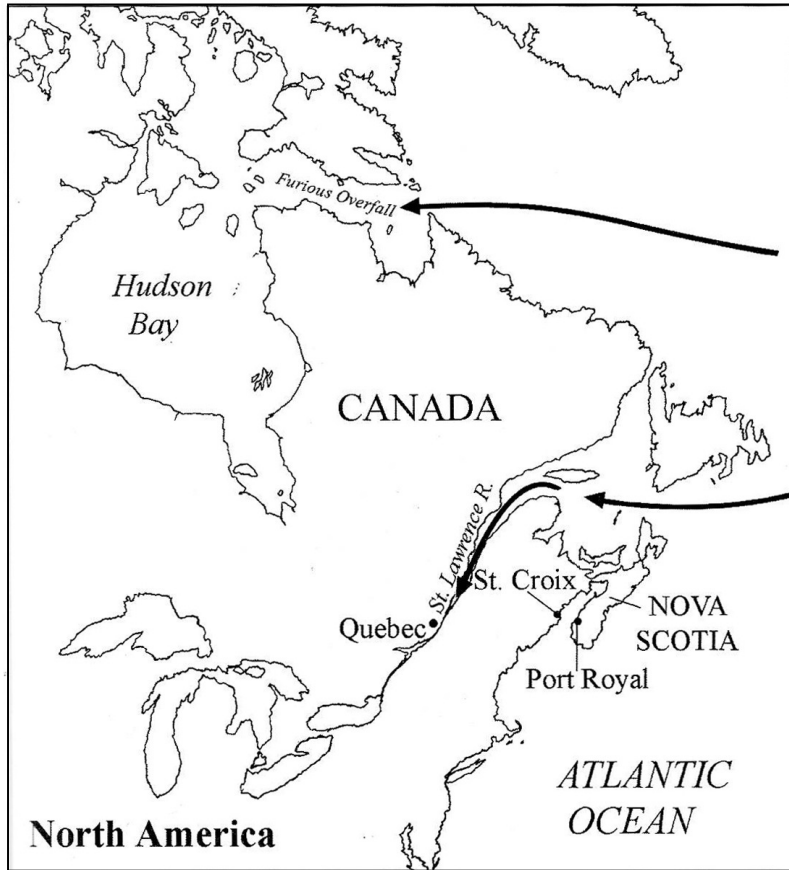 Furious Overfall
Hudson
Bay
CANADA
St. Lawrence R.
St. Croix
Quebec
NOVA
SCOTIA
Port Royal
ATLANTIC
OCEAN
North America